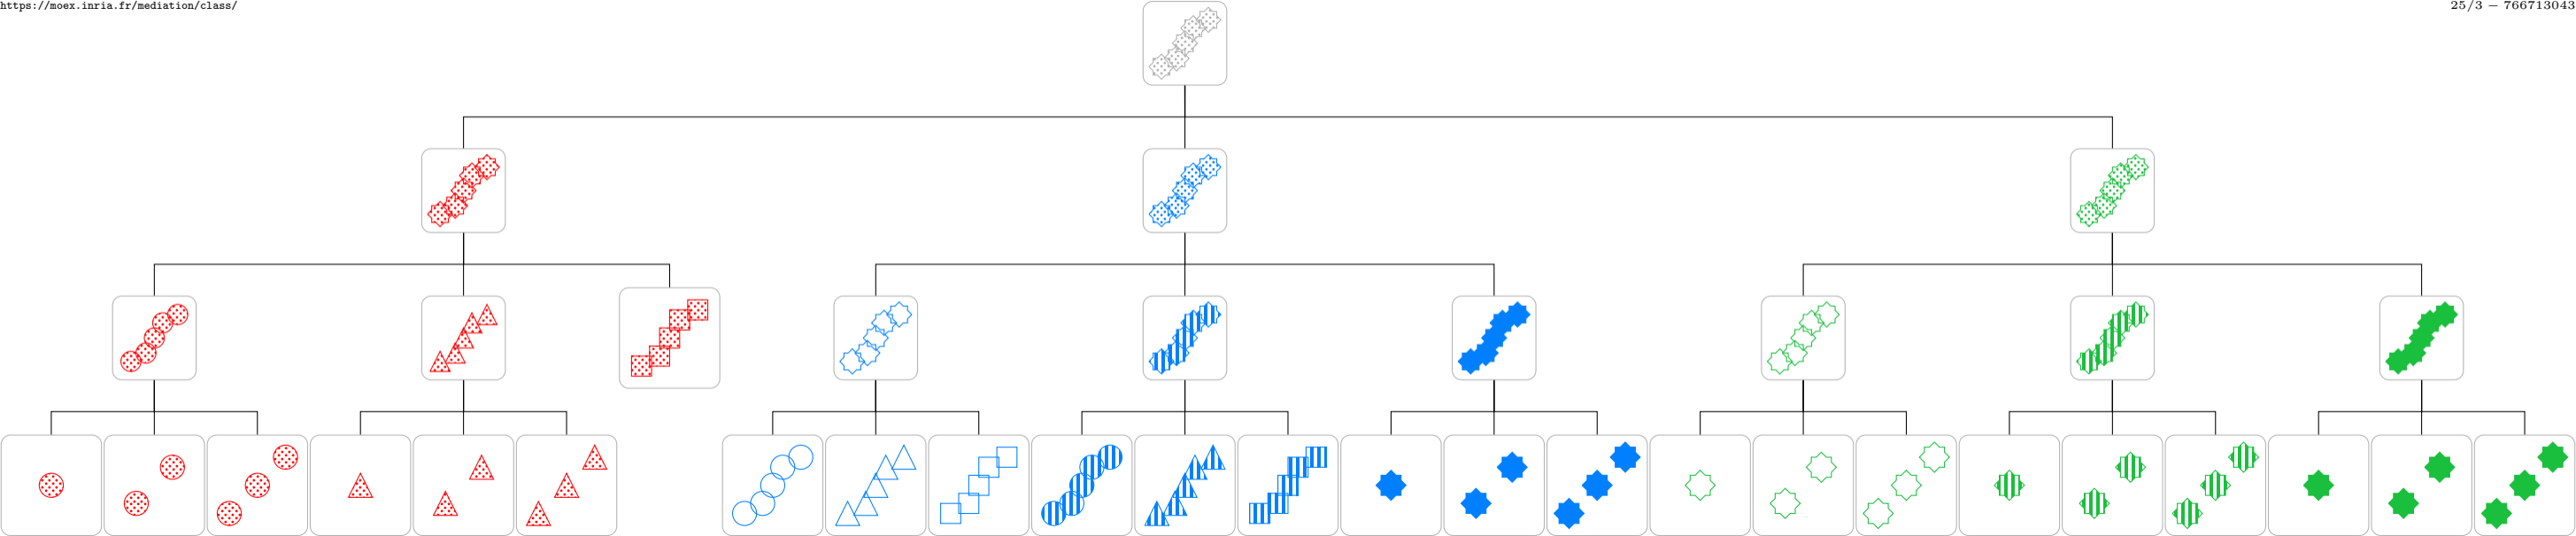 https://moex.inria.fr/mediation/class/
25/3 – 766713043